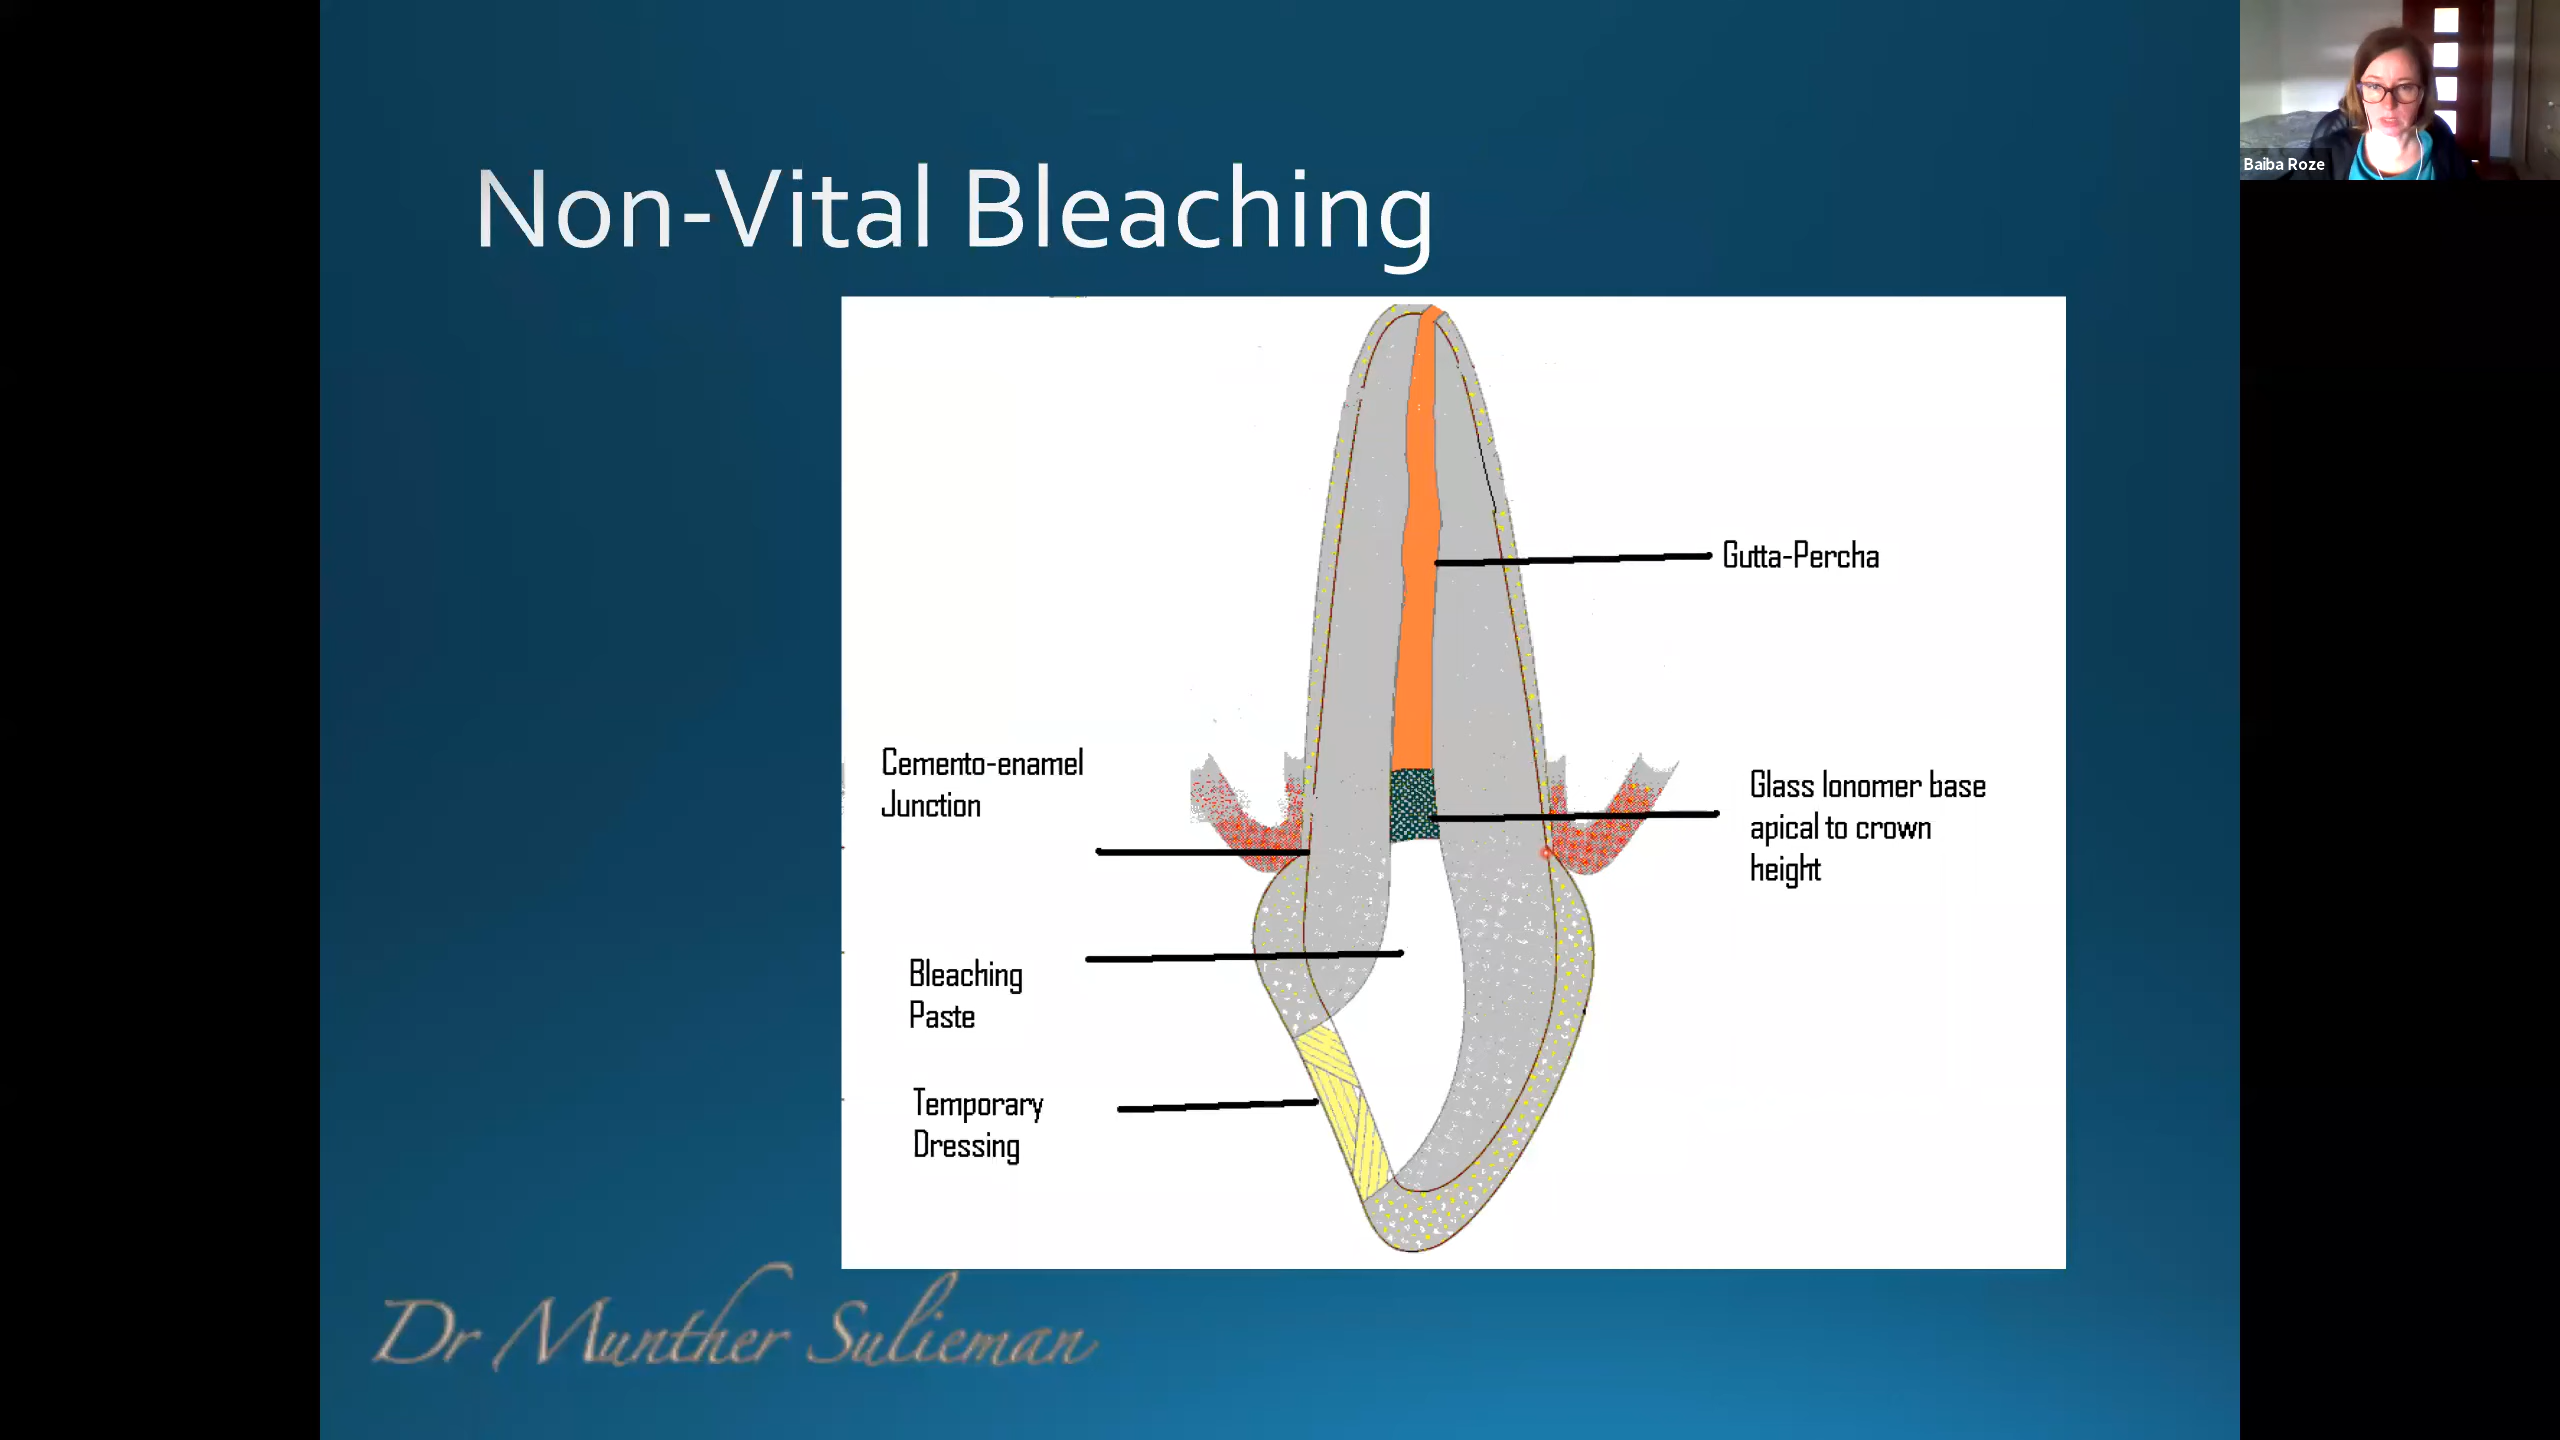 Non-Vital Bleaching
Baiba Roze
Gutta-Percha
Cemento-enamel
Junction
Glass Ionomer base
apical to crown
height
Bleaching
Paste
Temporary
Dressing
Dr Munther Sulieman